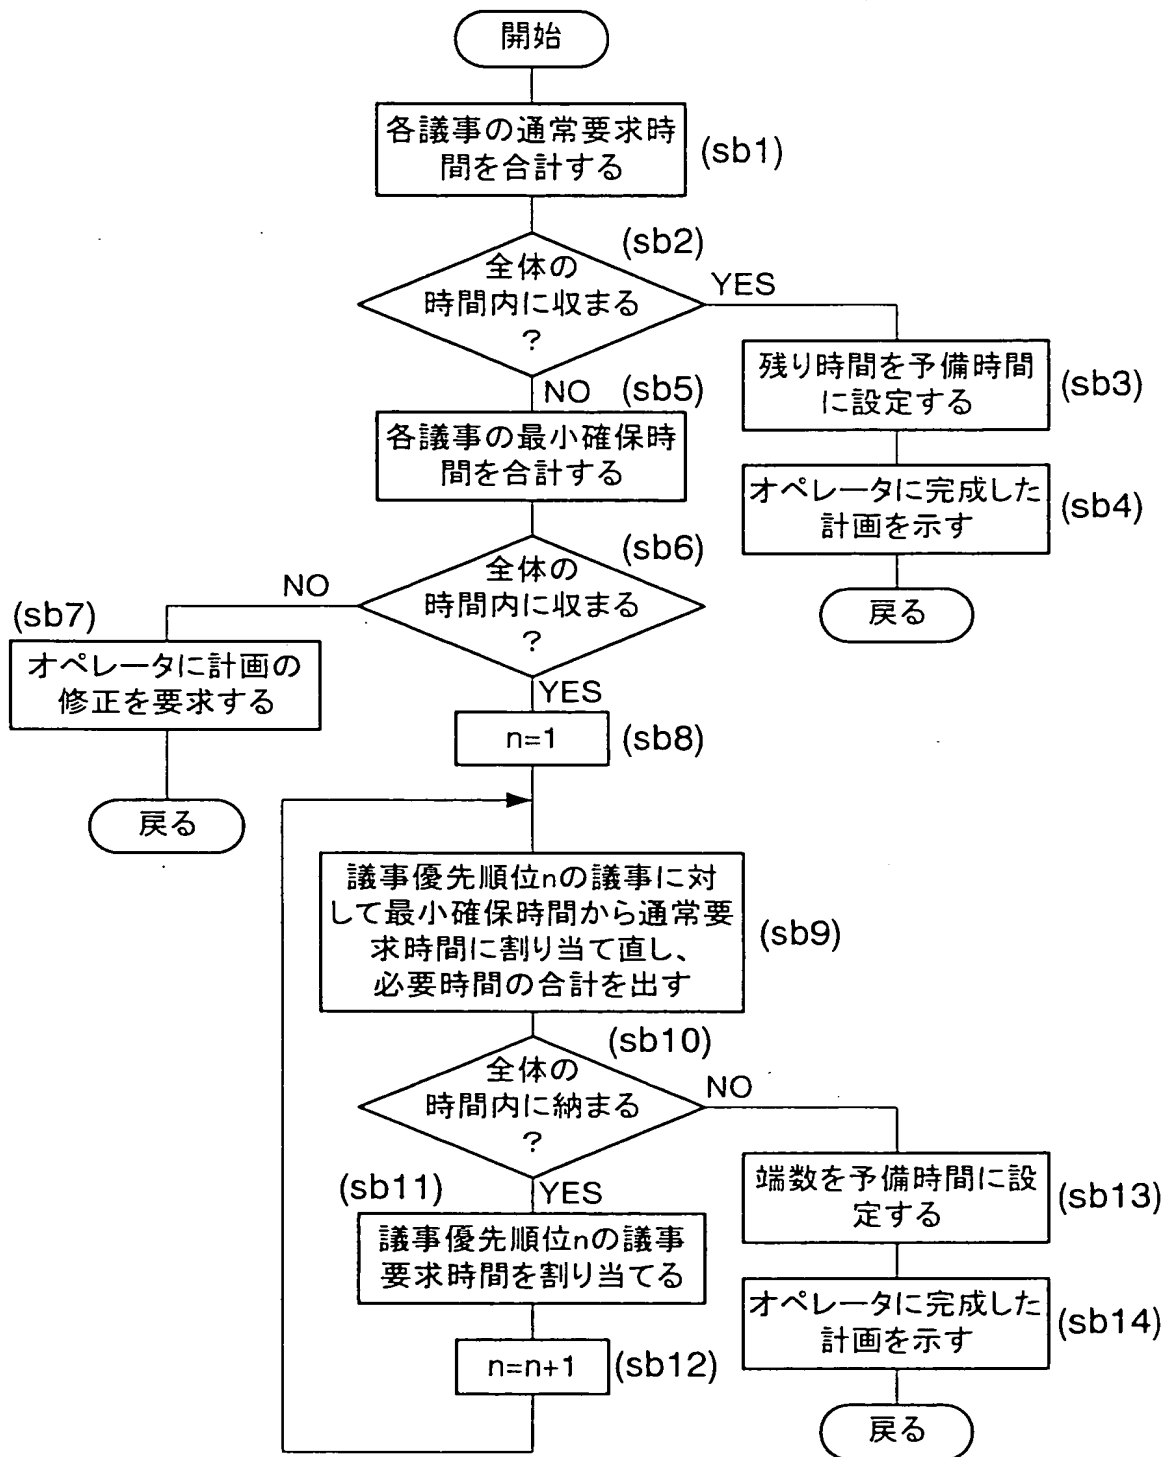 開始
各議事の通常要求時
間を合計する
(sb1)
(sb2)
全体の
時間内に収まる
?
YES
残り時間を予備時間
に設定する
(sb3)
オペレータに完成した
計画を示す
(sb4)
戻る
NO
(sb5)
各議事の最小確保時
間を合計する
(sb6)
全体の
時間内に収まる
?
NO
(sb7)
オペレータに計画の
修正を要求する
戻る
YES
n=1
(sb8)
議事優先順位nの議事に対
して最小確保時間から通常要
求時間に割り当て直し、
必要時間の合計を出す
(sb9)
(sb10)
全体の
時間内に納まる
?
NO
端数を予備時間に設
定する
(sb13)
オペレータに完成した
計画を示す
(sb14)
戻る
YES
(sb11)
議事優先順位nの議事
要求時間を割り当てる
n=n+1
(sb12)